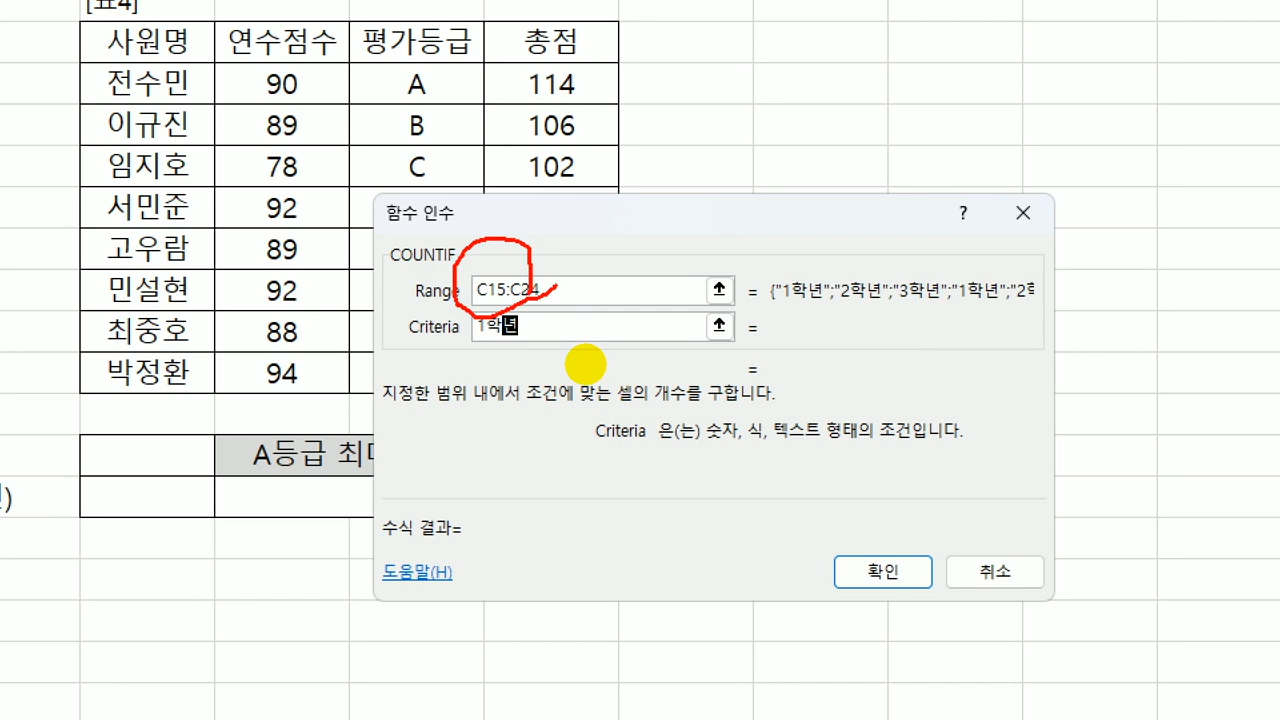 [표4]
사원명 연수점수 평가등급 총점
전수민 90 A 114
이규진 89 B 106
임지호 78 C 102
서민준 92
고우람 89
민설현 92
최중호 88
박정환 94
A등급
함수 인수 ?
COUNTIF
Range C15:C24 = {"1학년";"2학년";"3학년";"1학년";"2학
Criteria 1학년 =
=
지정한 범위 내에서 조건에 맞는 셀의 개수를 구합니다.
Criteria 은(는) 숫자, 식, 텍스트 형태의 조건입니다.
수식 결과=
도움말(H) 확인 취소